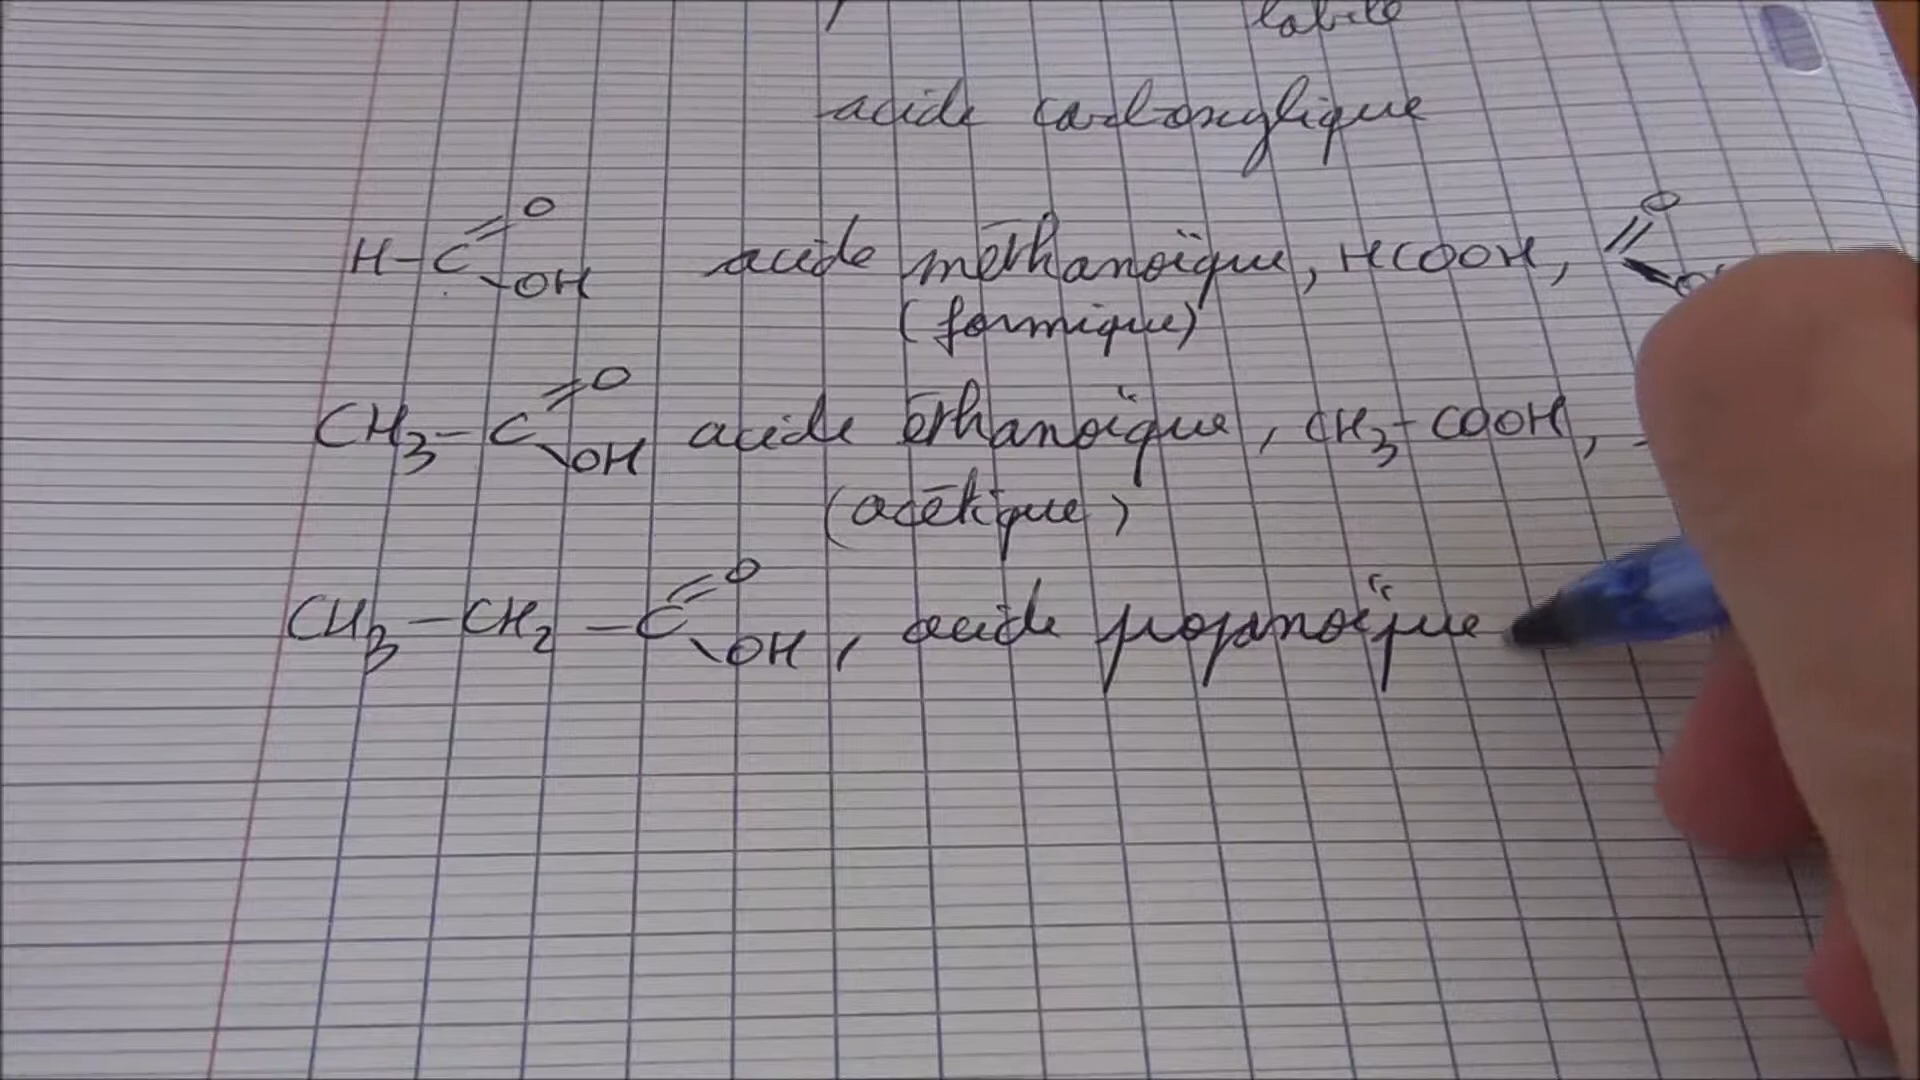 labile
acide carboxylique
H-C=O -OH acide méthanoïque, HCOOH, O
(formique)
CH3-C=O -OH acide éthanoïque, CH3-COOH,
(acétique)
CH3-CH2-C=O -OH, acide propanoïque